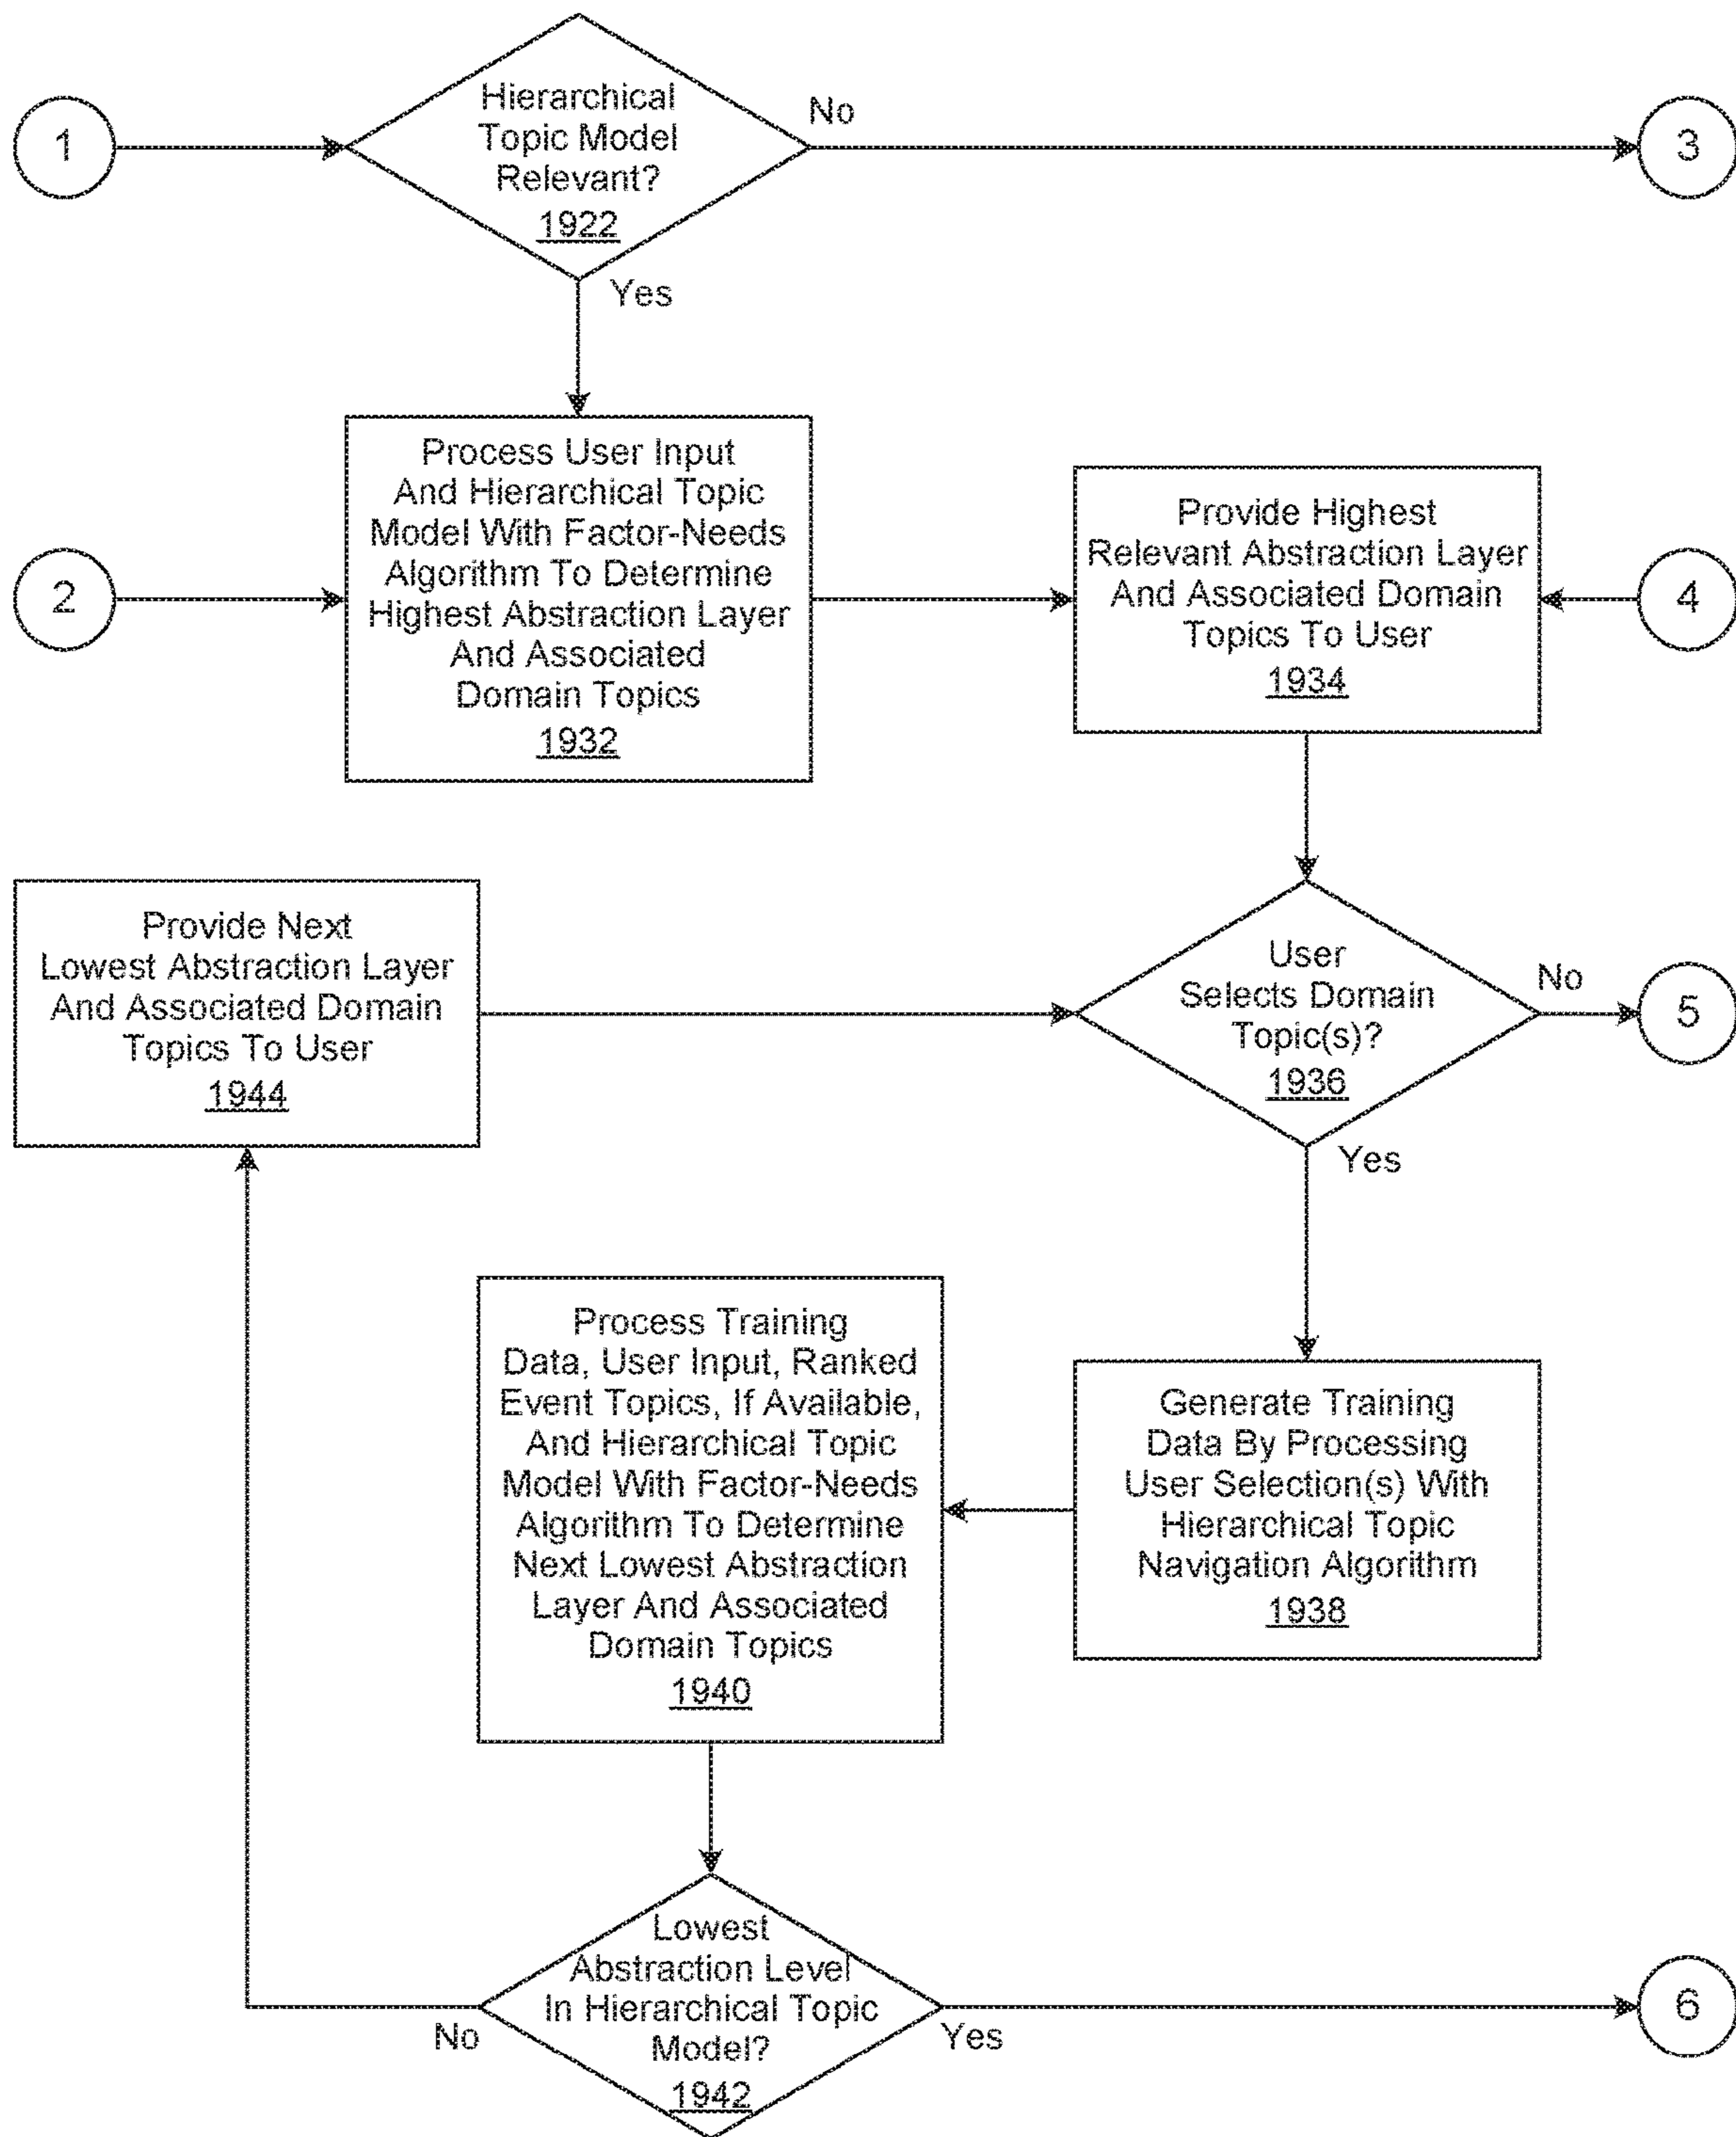 1
Hierarchical
Topic Model
Relevant?
1922
No
3
Yes
2
Process User Input
And Hierarchical Topic
Model With Factor-Needs
Algorithm To Determine
Highest Abstraction Layer
And Associated
Domain Topics
1932
Provide Highest
Relevant Abstraction Layer
And Associated Domain
Topics To User
1934
4
Provide Next
Lowest Abstraction Layer
And Associated Domain
Topics To User
1944
User
Selects Domain
Topic(s)?
1936
No
5
Yes
Process Training
Data, User Input, Ranked
Event Topics, If Available,
And Hierarchical Topic
Model With Factor-Needs
Algorithm To Determine
Next Lowest Abstraction
Layer And Associated
Domain Topics
1940
Generate Training
Data By Processing
User Selection(s) With
Hierarchical Topic
Navigation Algorithm
1938
Lowest
Abstraction Level
In Hierarchical Topic
Model?
1942
No
Yes
6